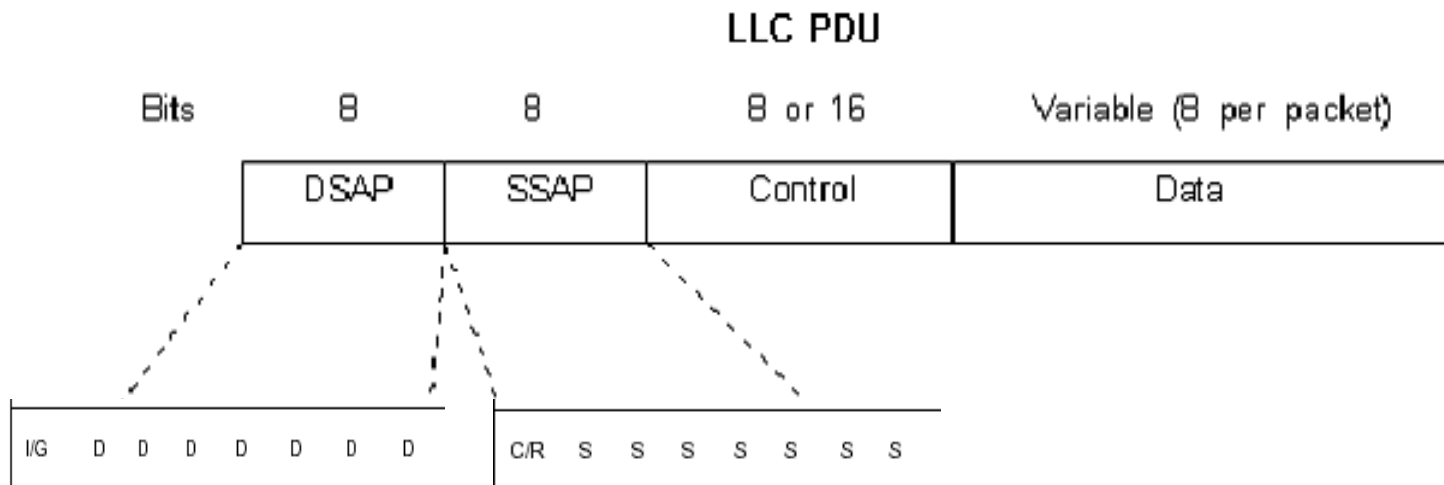 LLC PDU
Bits 8 8 8 or 16 Variable (8 per packet)
DSAP SSAP Control Data
I/G D D D D D D D C/R S S S S S S S